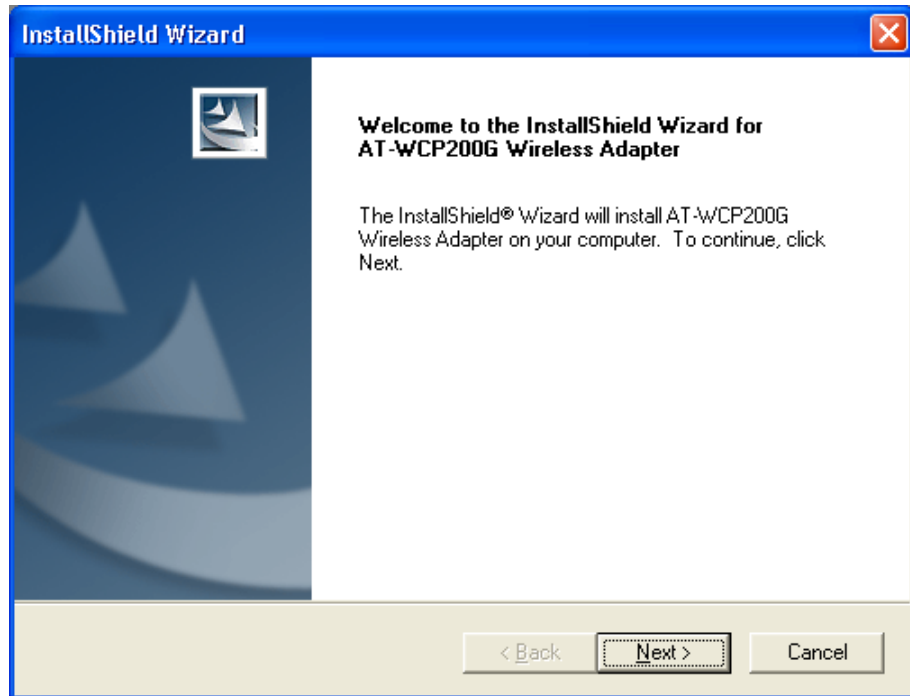 InstallShield Wizard
Welcome to the InstallShield Wizard for
AT-WCP200G Wireless Adapter
The InstallShield® Wizard will install AT-WCP200G
Wireless Adapter on your computer.  To continue, click
Next.
< Back
Next >
Cancel